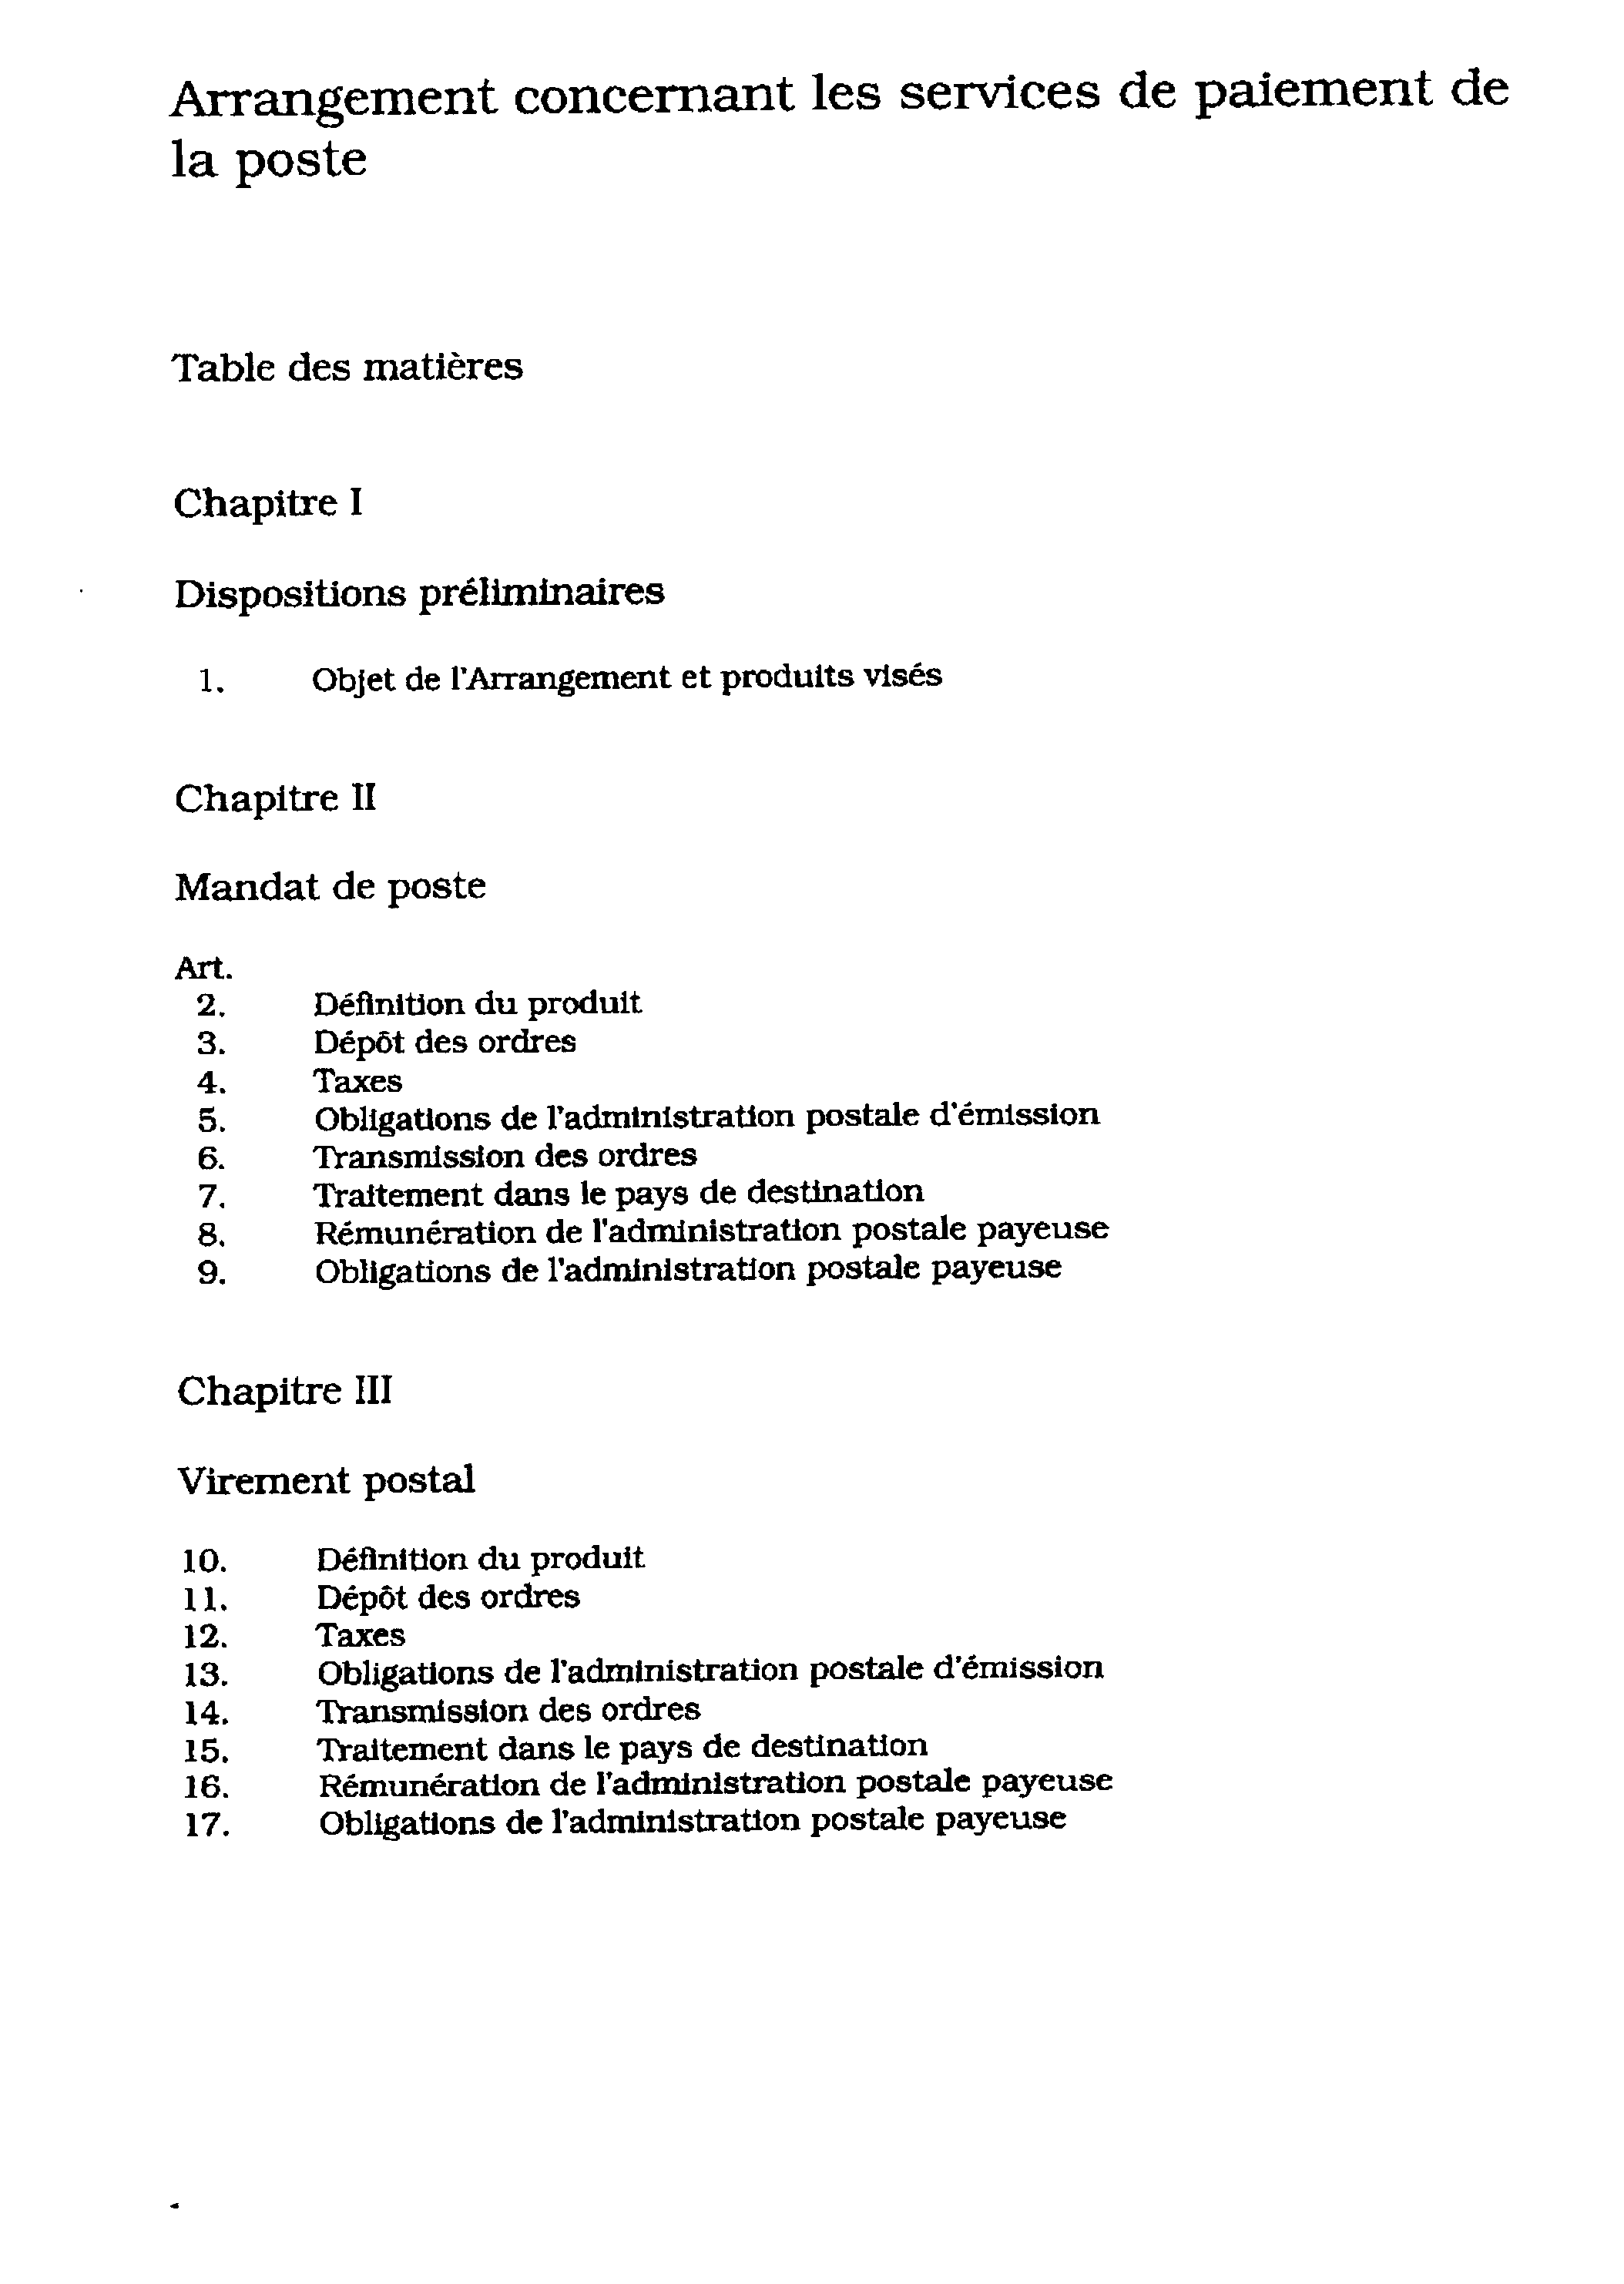 Arrangement concernant les services de paiement de
la poste
Table des matières
Chapitre I
Dispositions préliminaires
1. Objet de l'Arrangement et produits visés
Chapitre II
Mandat de poste
Art.
2. Définition du produit
3. Dépôt des ordres
4. Taxes
5. Obligations de l'administration postale d'émission
6. Transmission des ordres
7. Traitement dans le pays de destination
8. Rémunération de l'administration postale payeuse
9. Obligations de l'administration postale payeuse
Chapitre III
Virement postal
10. Définition du produit
11. Dépôt des ordres
12. Taxes
13. Obligations de l'administration postale d'émission
14. Transmission des ordres
15. Traitement dans le pays de destination
16. Rémunération de l'administration postale payeuse
17. Obligations de l'administration postale payeuse